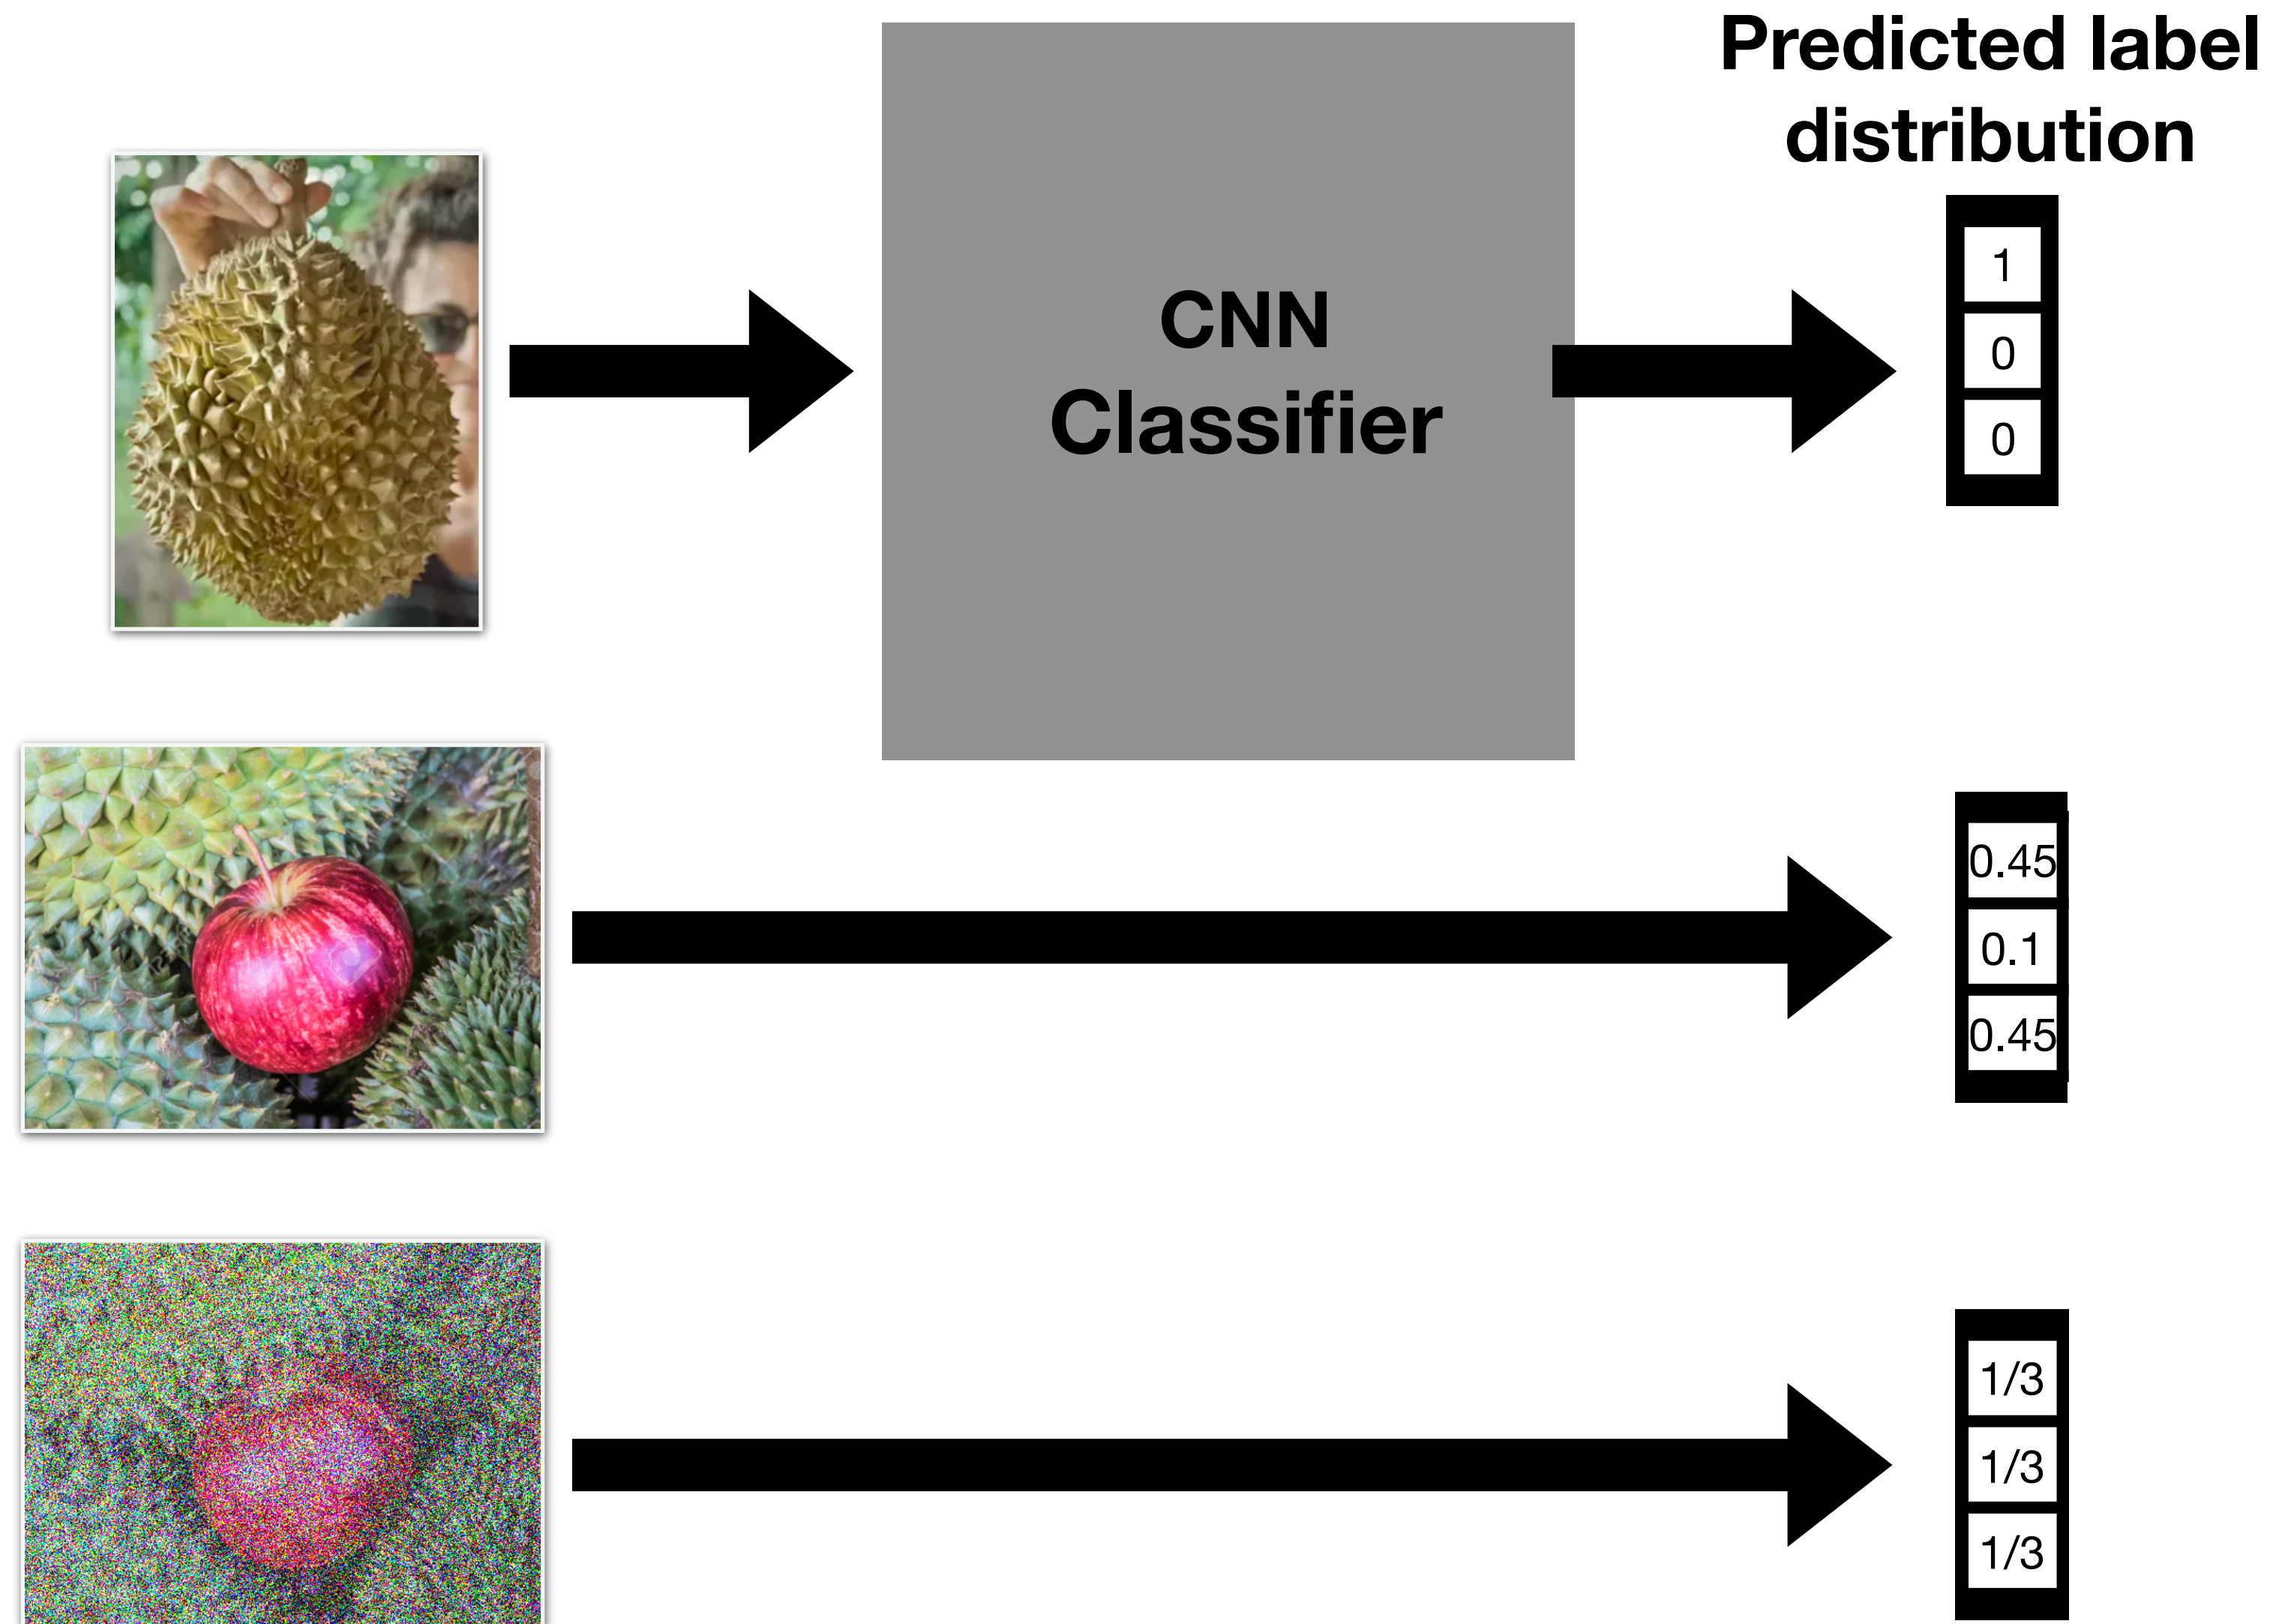 Predicted label
distribution
CNN
Classifier
1
0
0
0.45
0.1
0.45
1/3
1/3
1/3